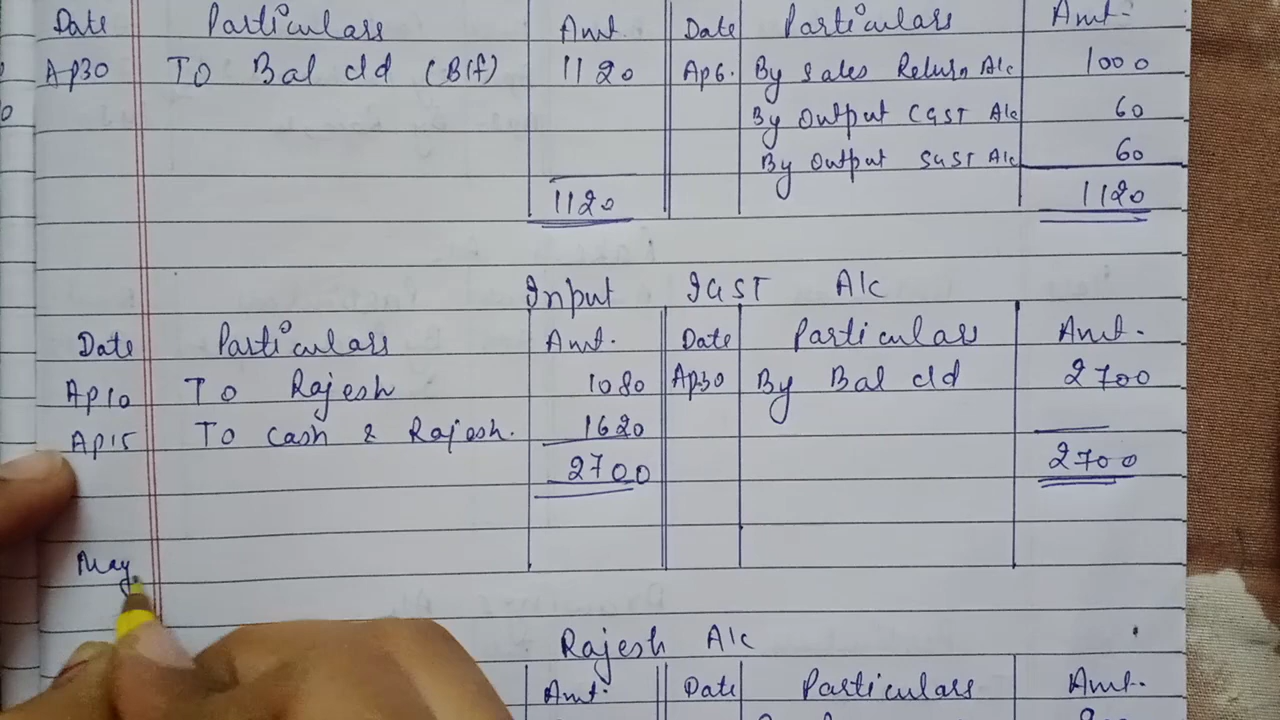 Date Particulars Amt. Date Particulars Amt.
Ap30 To Bal c/d (B/f) 1120 Ap6. By Sales Return A/c 1000
By Output CGST A/c 60
By Output SGST A/c 60
1120 1120
Input IGST A/c
Date Particulars Amt. Date Particulars Amt.
Ap10 To Rajesh 1080 Ap30 By Bal c/d 2700
Ap15 To Cash & Rajesh. 1620
2700 2700
May
Rajesh A/c
Amt. Date Particulars Amt.